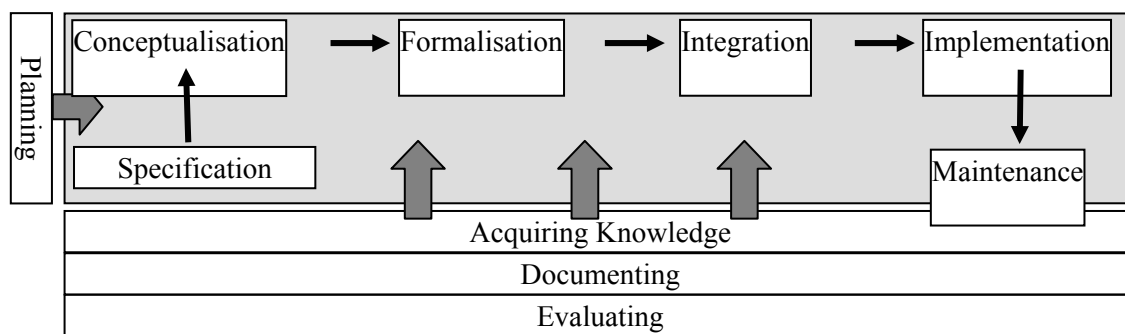 Planning
Conceptualisation
Formalisation
Integration
Implementation
Specification
Maintenance
Acquiring Knowledge
Documenting
Evaluating